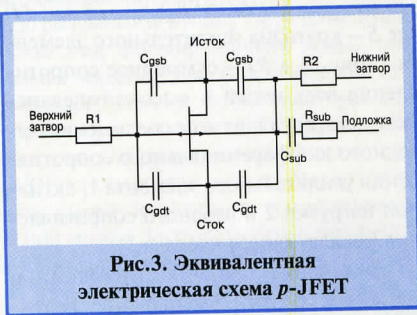 Cgsb
Исток
Cgsb
R2
Нижний
затвор
Верхний
затвор
R1
Rsub
Подложка
Csub
Cgdt
Сток
Cgdt
Рис.3. Эквивалентная
электрическая схема p-JFET